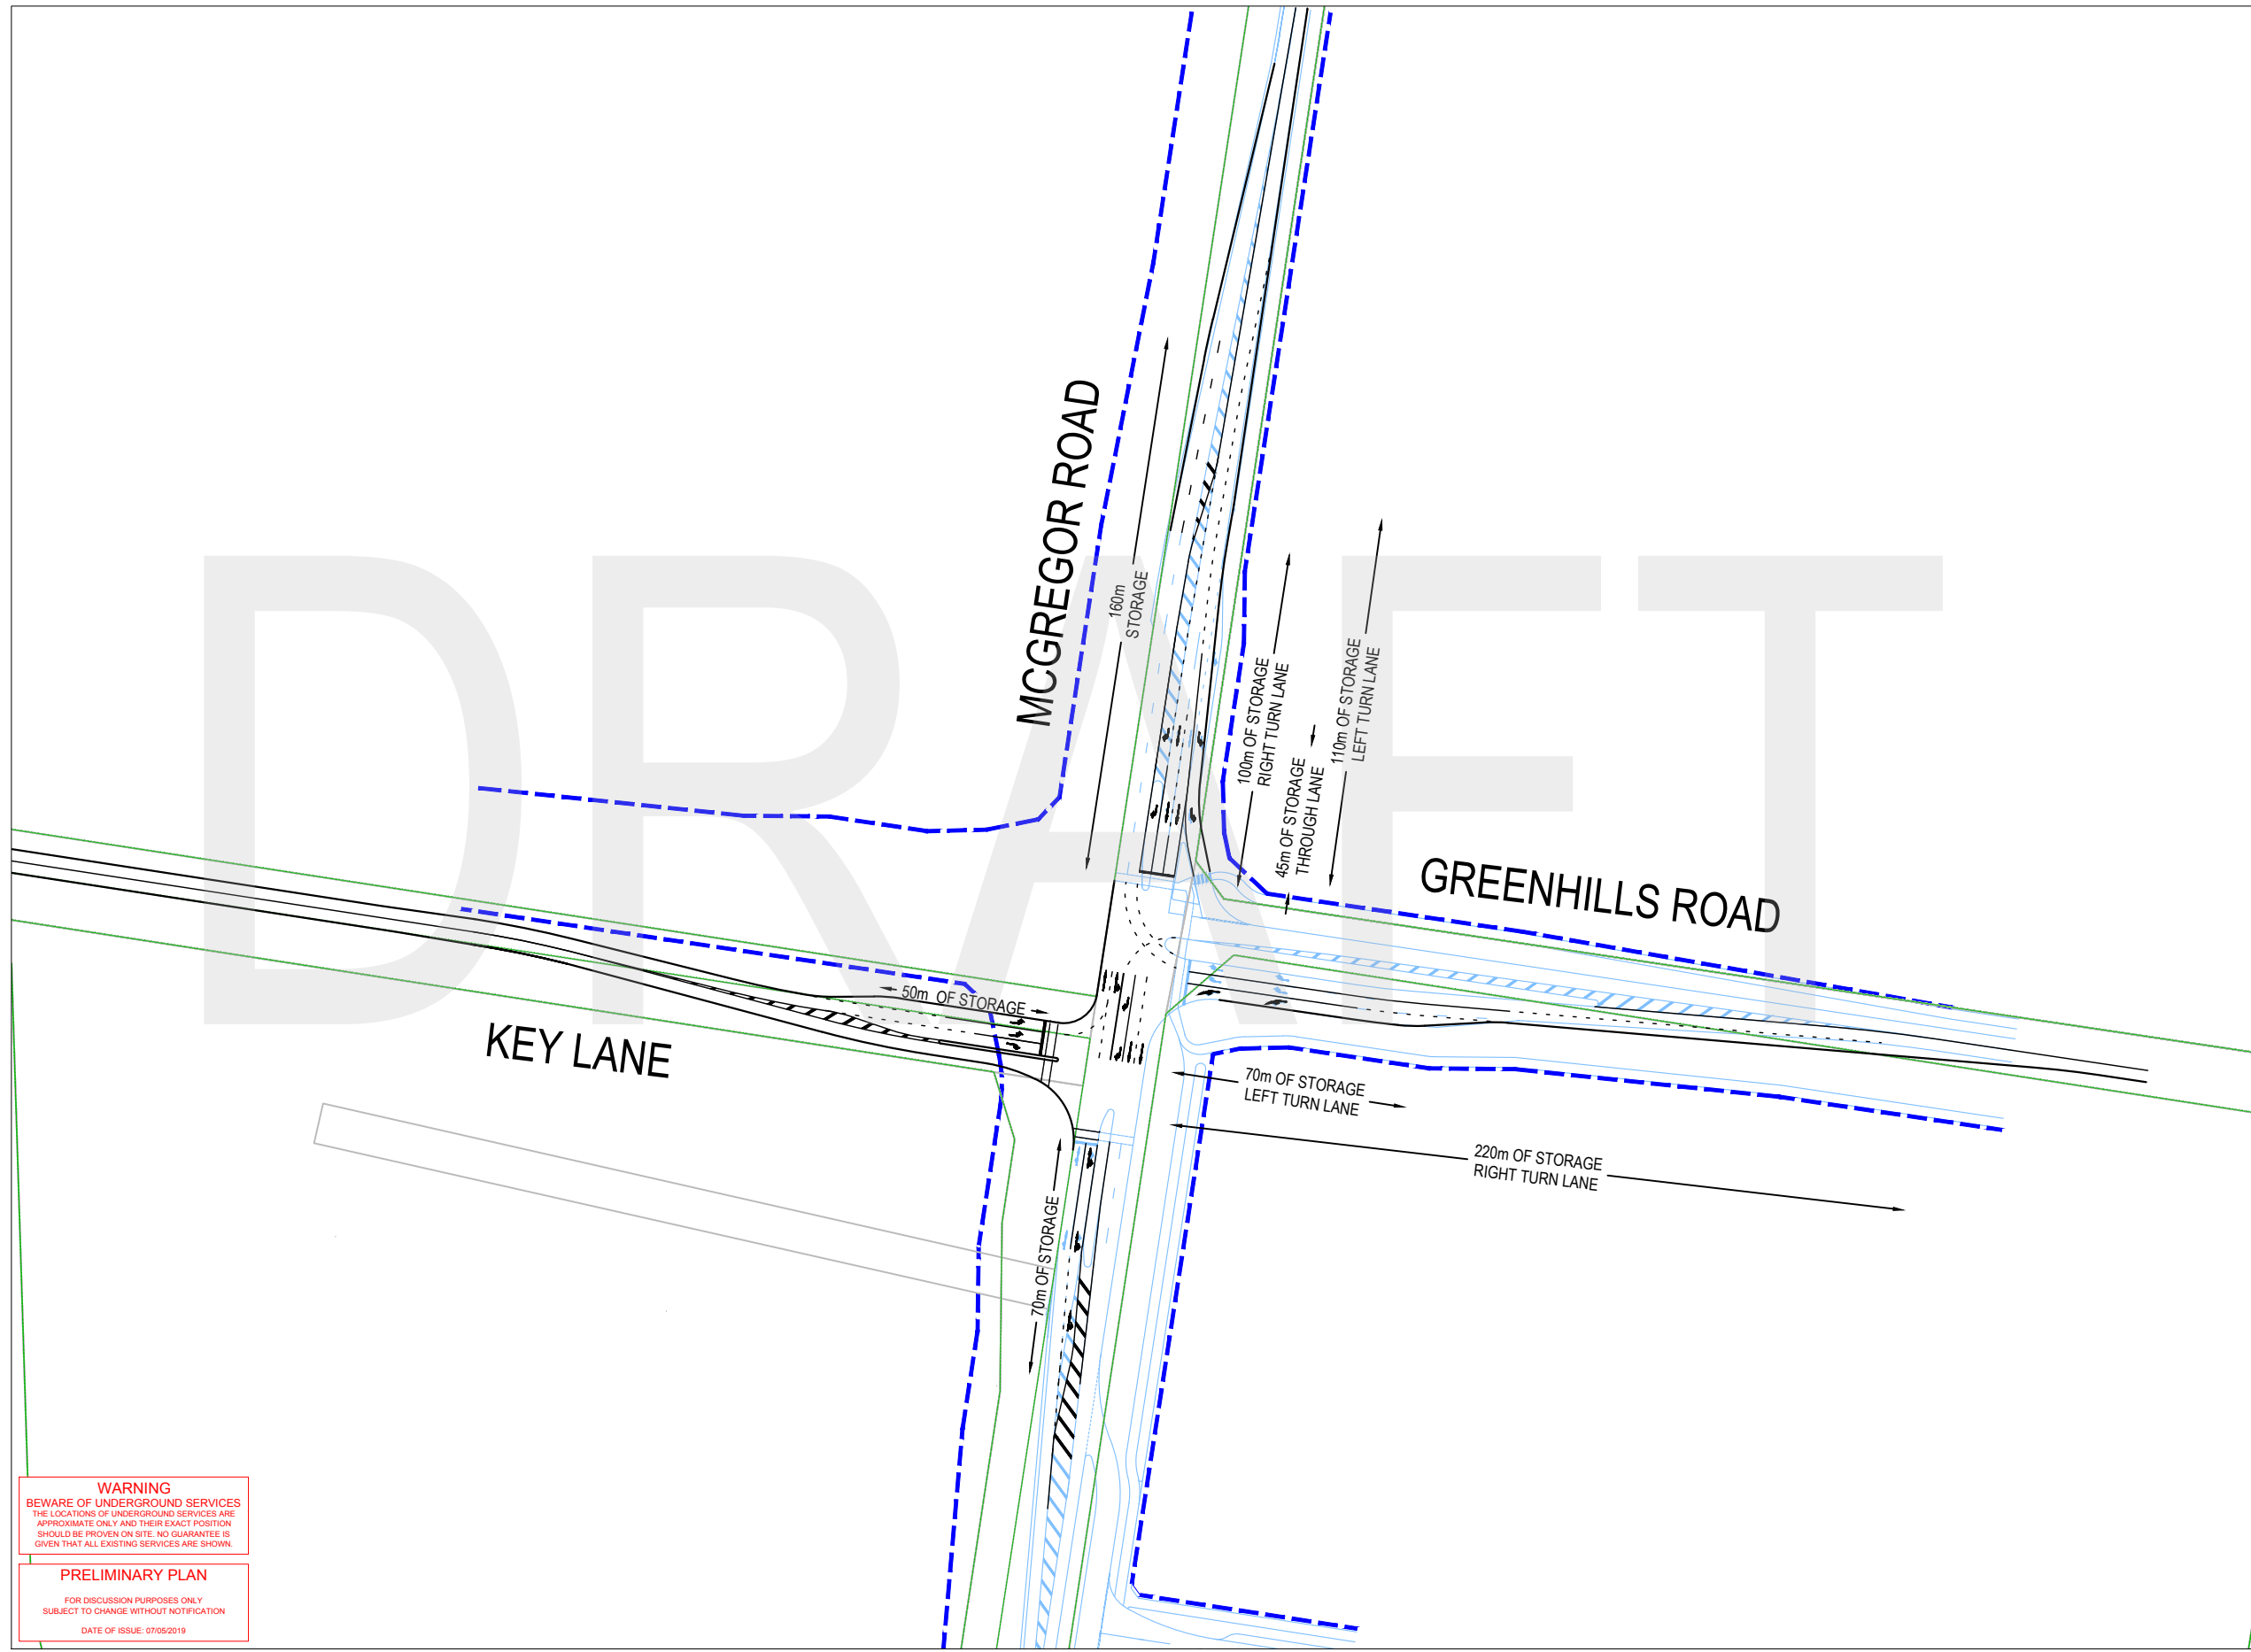 DRAFT
MCGREGOR ROAD
160m
STORAGE
100m OF STORAGE
RIGHT TURN LANE
45m OF STORAGE
THROUGH LANE
110m OF STORAGE
LEFT TURN LANE
GREENHILLS ROAD
50m OF STORAGE
KEY LANE
70m OF STORAGE
LEFT TURN LANE
220m OF STORAGE
RIGHT TURN LANE
70m OF STORAGE
WARNING
BEWARE OF UNDERGROUND SERVICES
THE LOCATIONS OF UNDERGROUND SERVICES ARE
APPROXIMATE ONLY AND THEIR EXACT POSITION
SHOULD BE PROVEN ON SITE. NO GUARANTEE IS
GIVEN THAT ALL EXISTING SERVICES ARE SHOWN.
PRELIMINARY PLAN
FOR DISCUSSION PURPOSES ONLY
SUBJECT TO CHANGE WITHOUT NOTIFICATION
DATE OF ISSUE: 07/05/2019